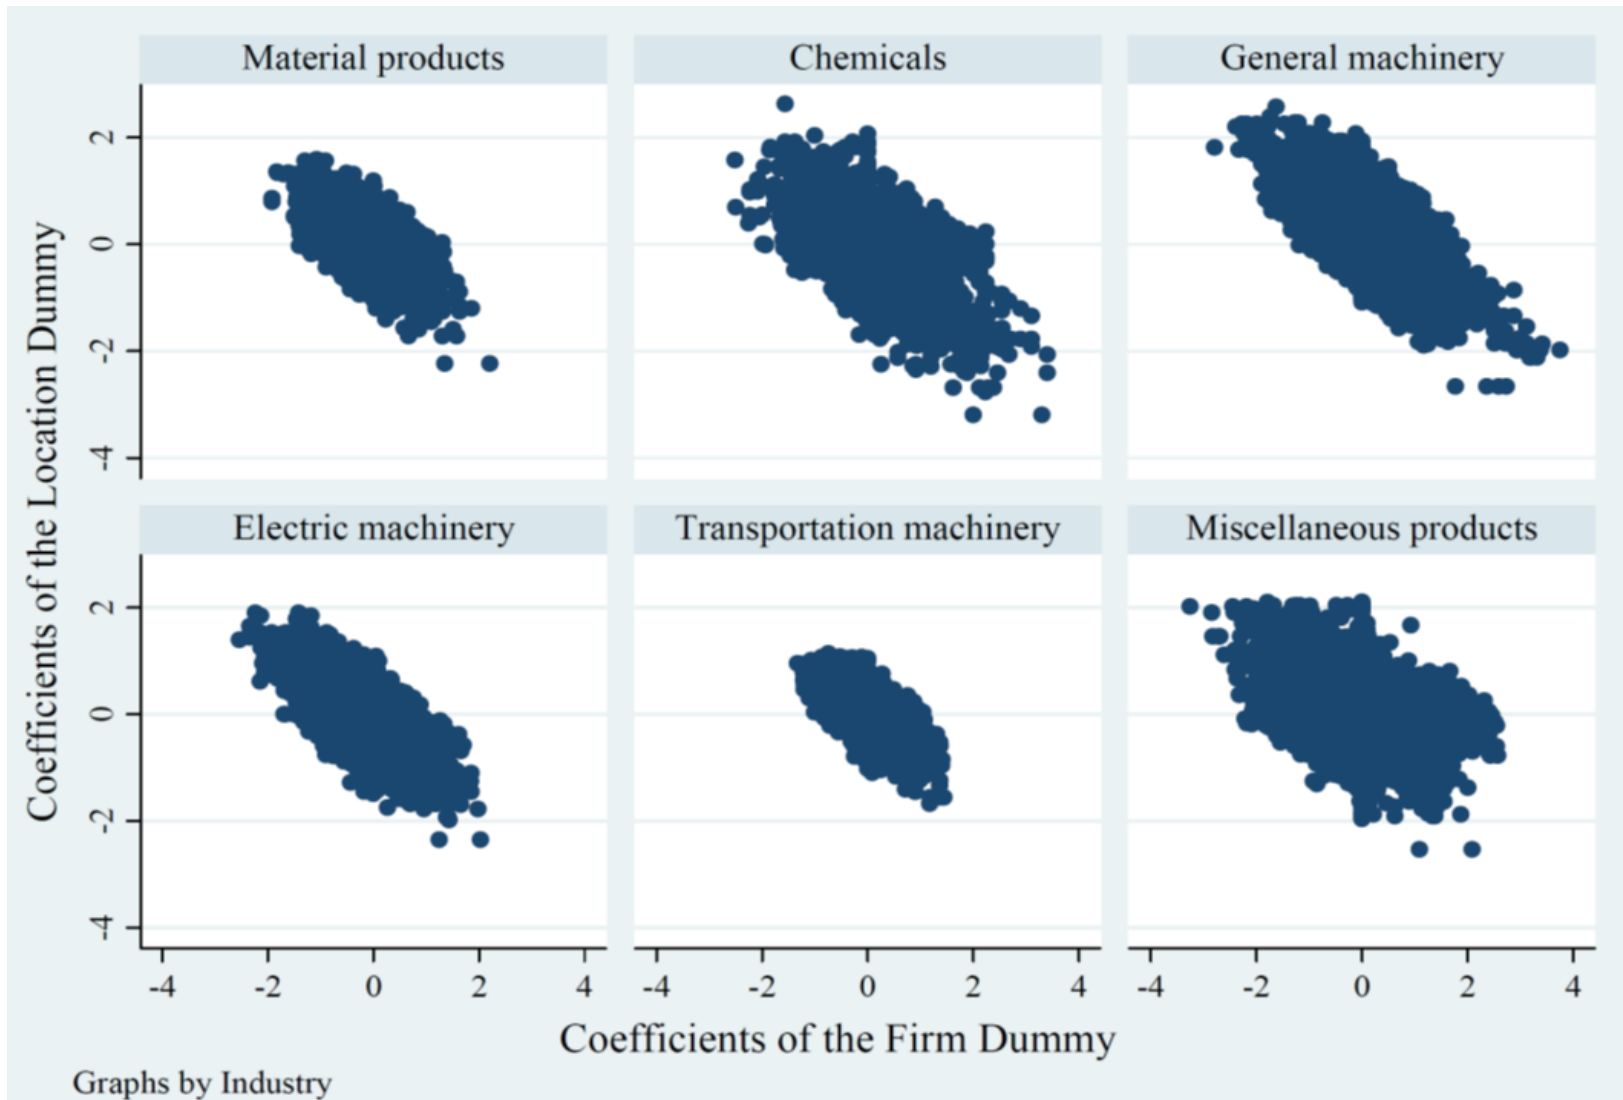 Material products
Chemicals
General machinery
2
0
-2
-4
Electric machinery
Transportation machinery
Miscellaneous products
2
0
-2
-4
-4 -2 0 2 4
-4 -2 0 2 4
-4 -2 0 2 4
Coefficients of the Location Dummy
Coefficients of the Firm Dummy
Graphs by Industry